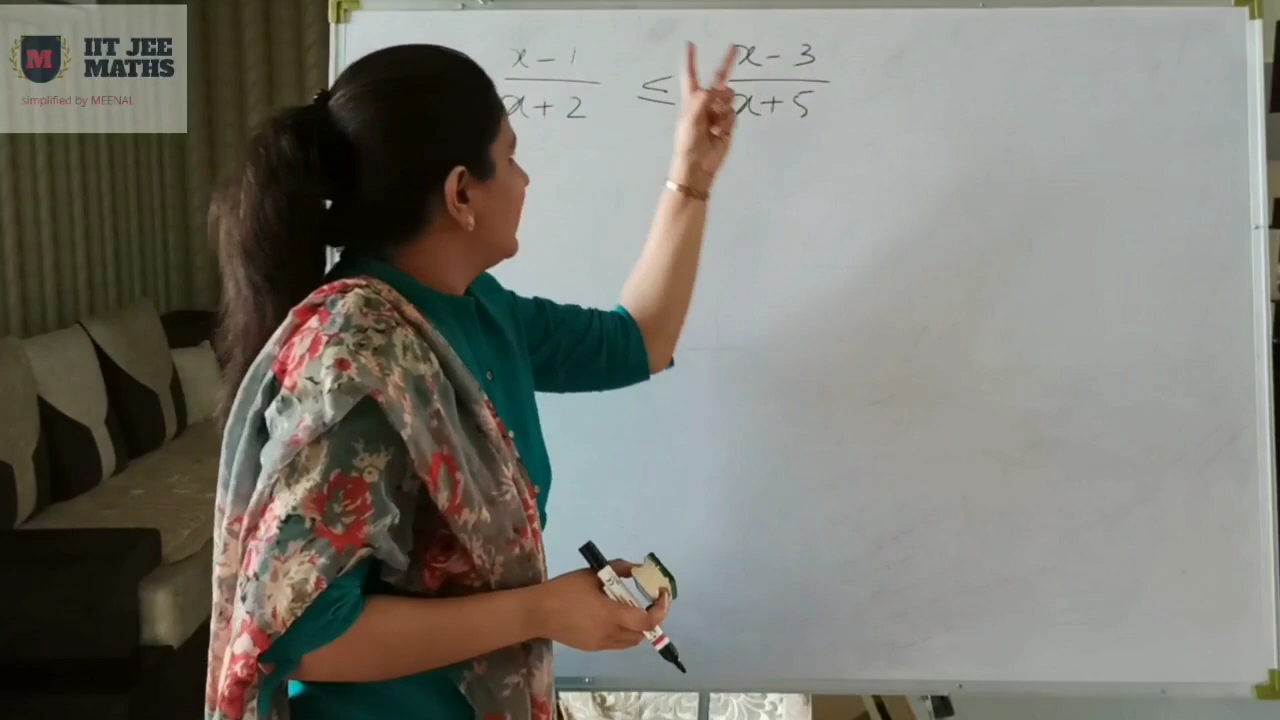 IIT JEE
MATHS
M
simplified by MEENAL
x-1/x+2 ≤ x-3/x+5